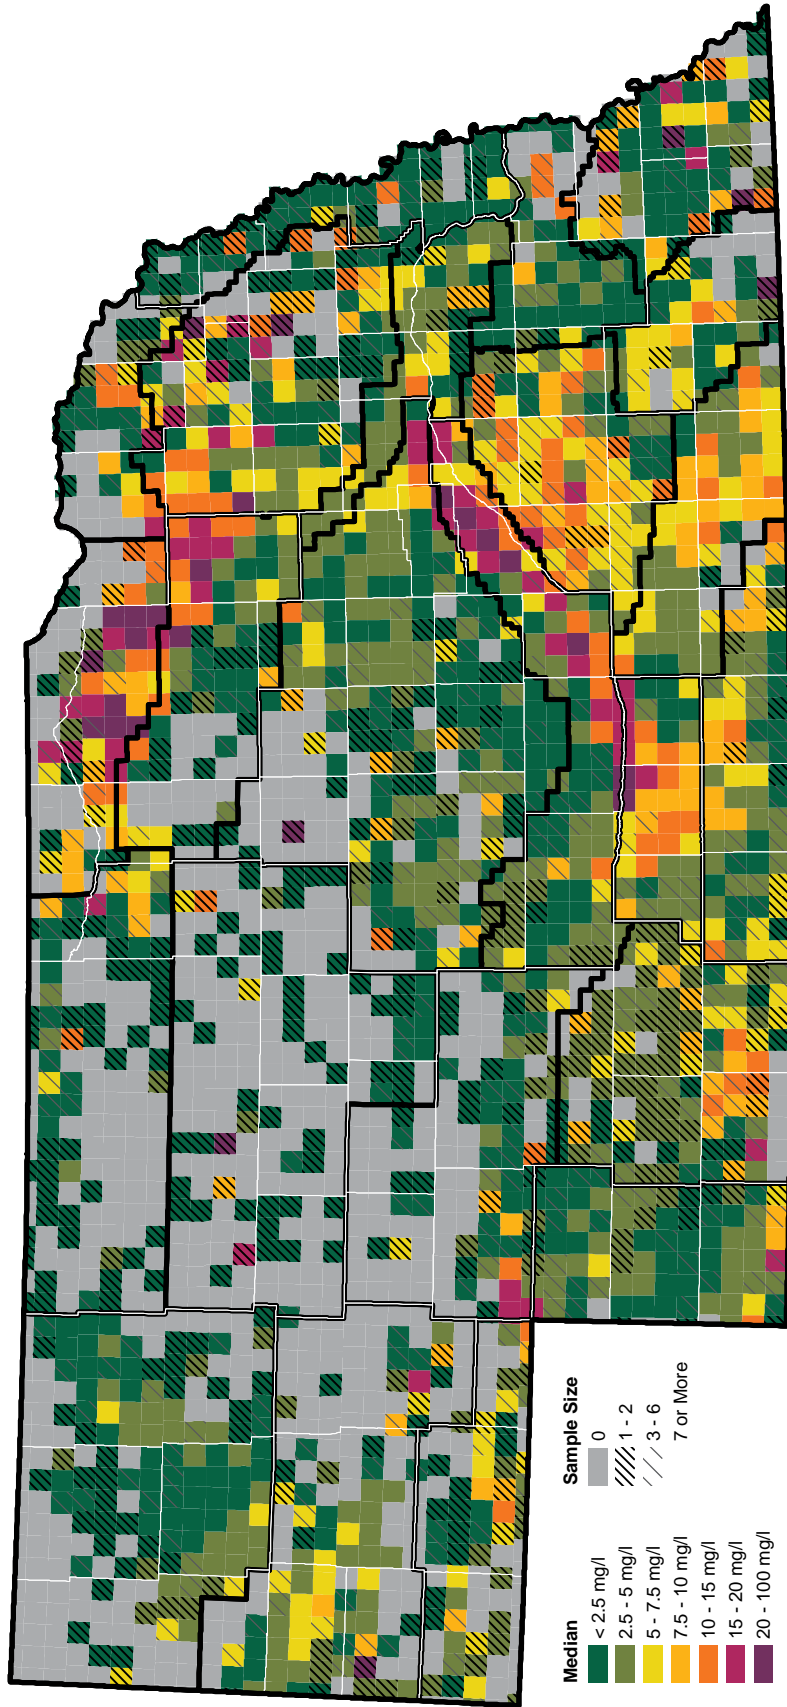 Median
< 2.5 mg/l
2.5 - 5 mg/l
5 - 7.5 mg/l
7.5 - 10 mg/l
10 - 15 mg/l
15 - 20 mg/l
20 - 100 mg/l
Sample Size
0
1 - 2
3 - 6
7 or More